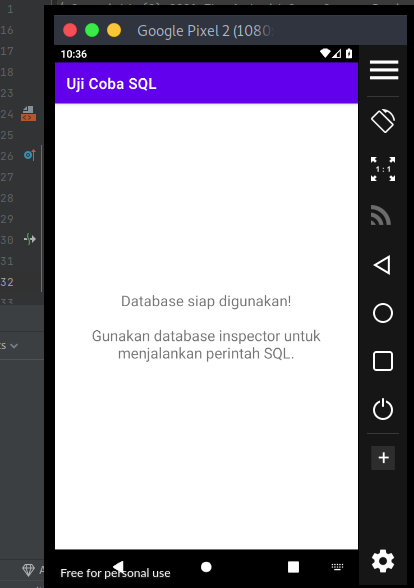 1
16
17
18
23
24
25
26
27
28
29
30
31
32
33
Google Pixel 2 (1080
10:36
Uji Coba SQL
Database siap digunakan!
Gunakan database inspector untuk
menjalankan perintah SQL.
1 : 1
Free for personal use